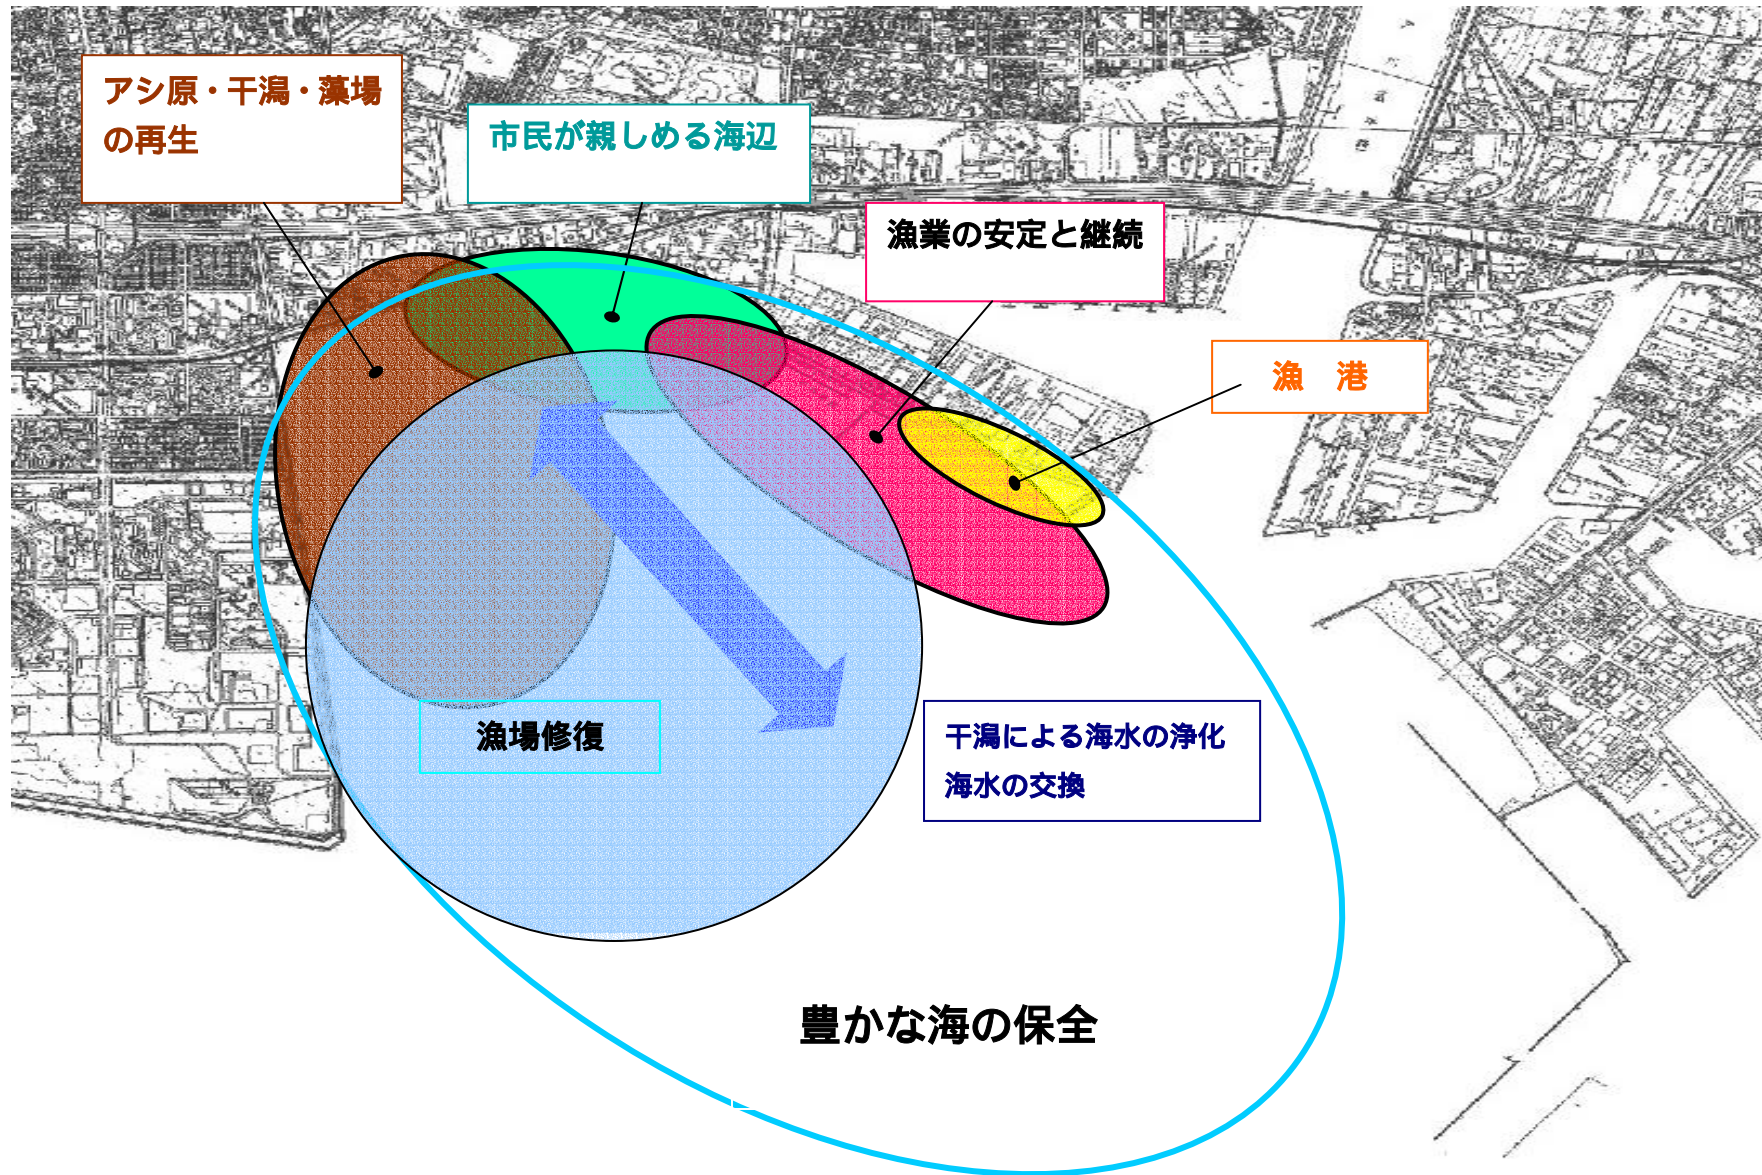 アシ原・干潟・藻場
の再生
市民が親しめる海辺
漁業の安定と継続
漁　港
漁場修復
干潟による海水の浄化
海水の交換
豊かな海の保全